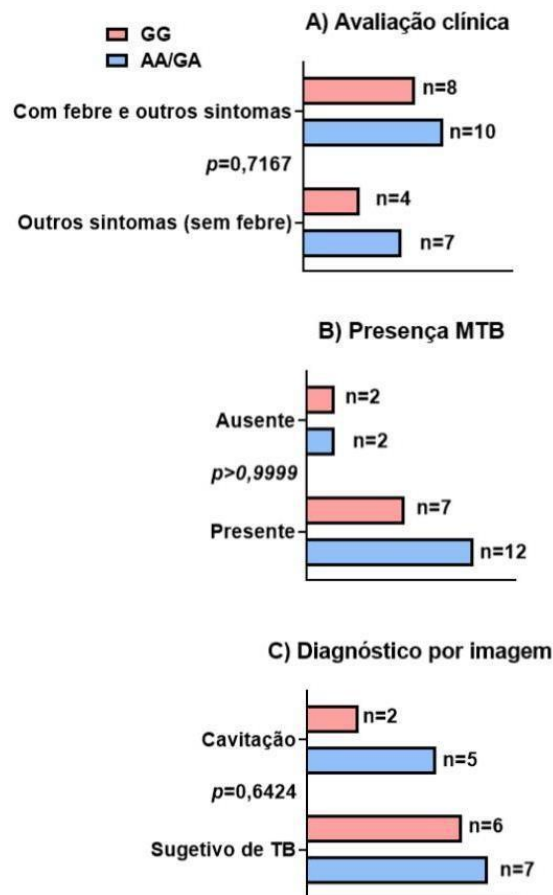 GG
AA/GA
A) Avaliação clínica
n=8
Com febre e outros sintomas
n=10
p=0,7167
n=4
Outros sintomas (sem febre)
n=7
B) Presença MTB
n=2
Ausente
n=2
p>0,9999
n=7
Presente
n=12
C) Diagnóstico por imagem
n=2
Cavitação
n=5
p=0,6424
n=6
Sugetivo de TB
n=7